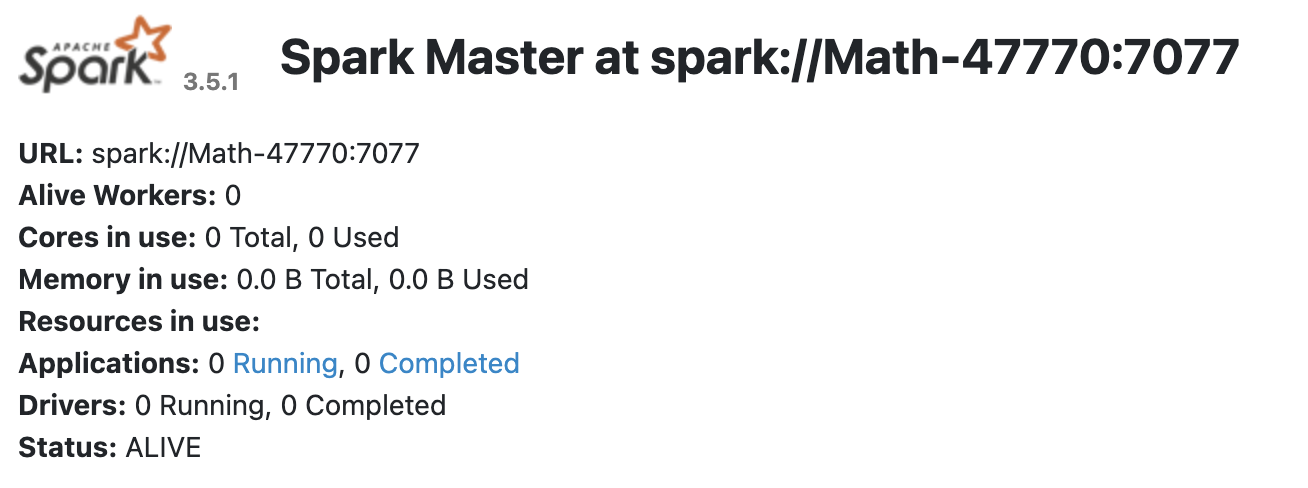 APACHE
Spark™ 3.5.1 Spark Master at spark://Math-47770:7077
URL: spark://Math-47770:7077
Alive Workers: 0
Cores in use: 0 Total, 0 Used
Memory in use: 0.0 B Total, 0.0 B Used
Resources in use:
Applications: 0 Running, 0 Completed
Drivers: 0 Running, 0 Completed
Status: ALIVE